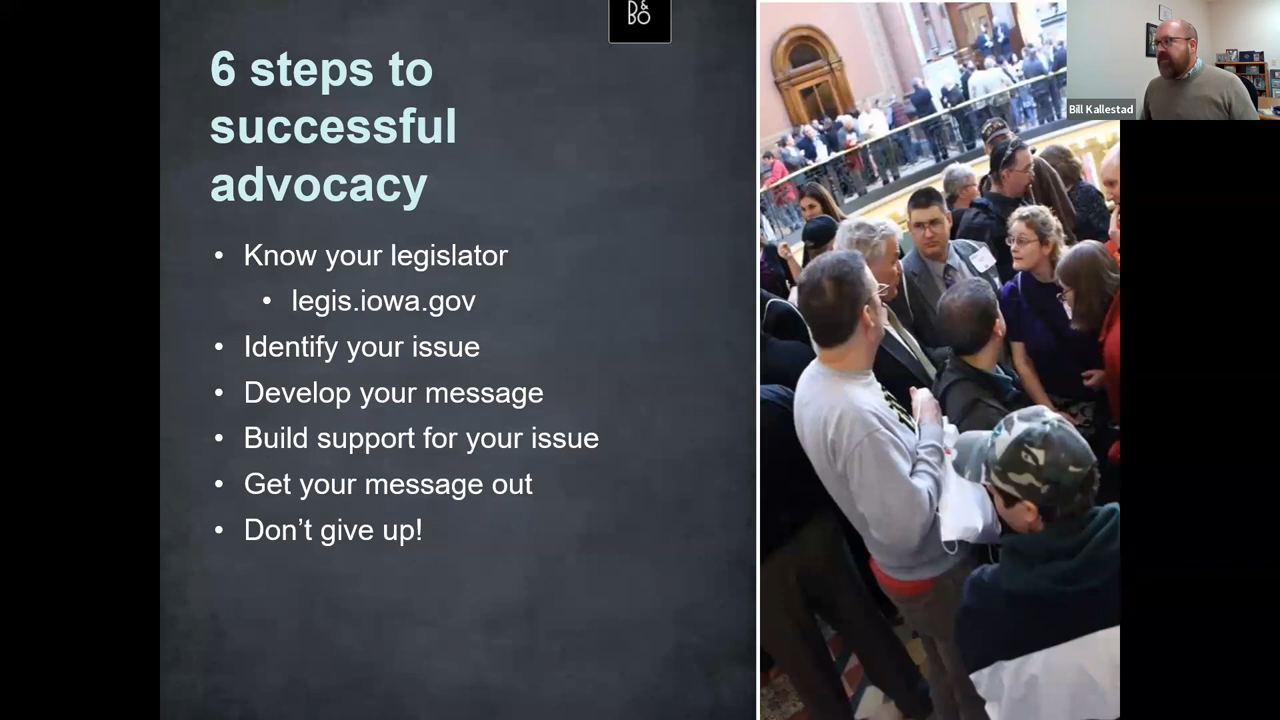 D&
BO
6 steps to
successful
advocacy
• Know your legislator
• legis.iowa.gov
• Identify your issue
• Develop your message
• Build support for your issue
• Get your message out
• Don’t give up!
Bill Kallestad